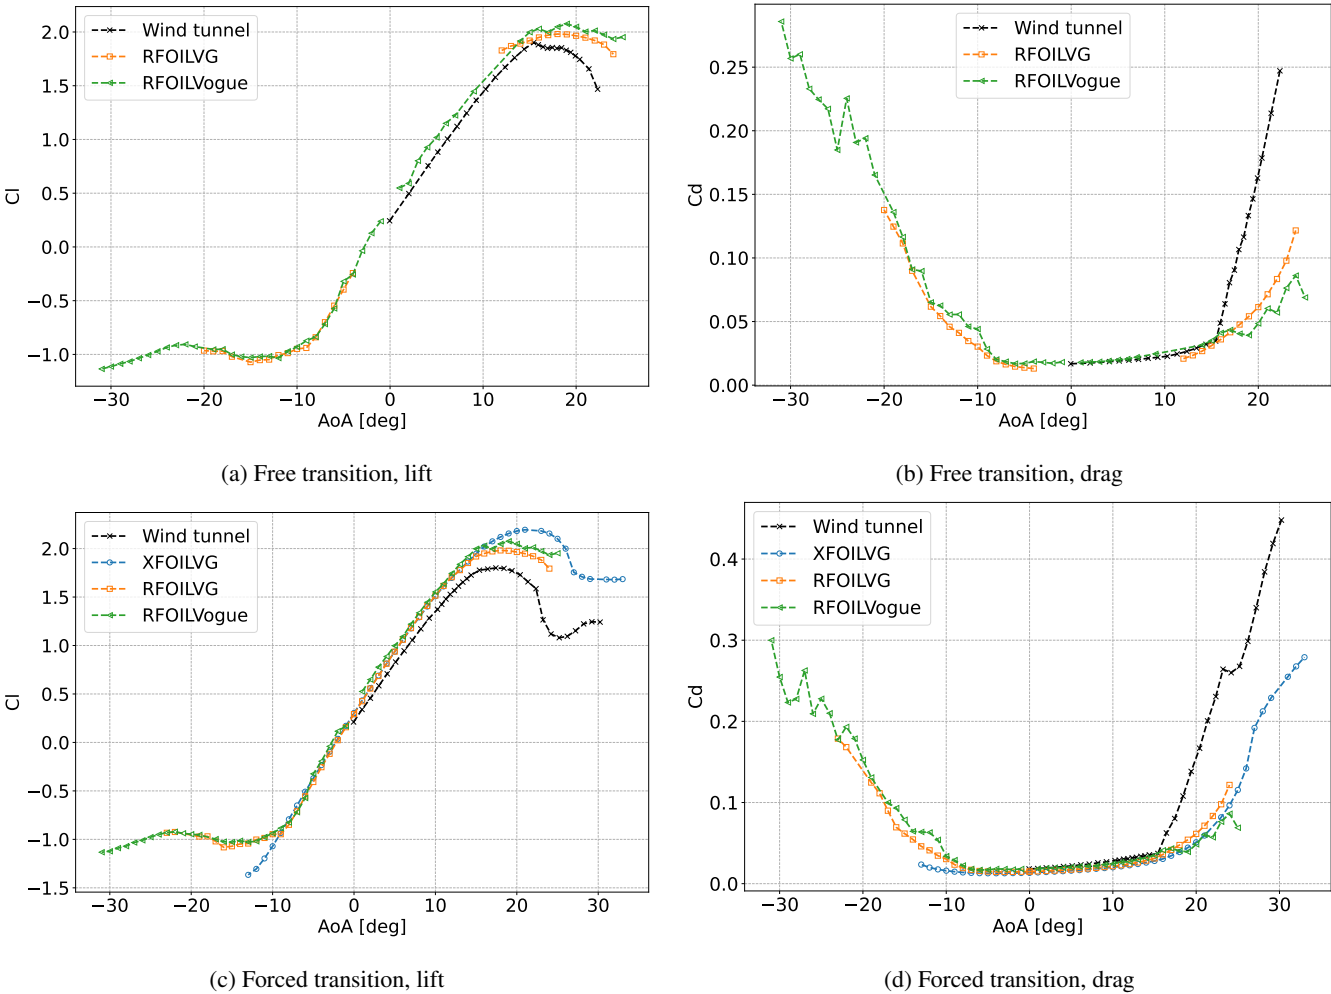 Wind tunnel
RFOILVG
RFOILVogue
2.0
1.5
1.0
0.5
0.0
−0.5
−1.0
Cl
−30
−20
−10
0
10
20
AoA [deg]
(a) Free transition, lift
Wind tunnel
RFOILVG
RFOILVogue
0.25
0.20
0.15
0.10
0.05
0.00
Cd
−30
−20
−10
0
10
20
AoA [deg]
(b) Free transition, drag
Wind tunnel
XFOILVG
RFOILVG
RFOILVogue
2.0
1.5
1.0
0.5
0.0
−0.5
−1.0
−1.5
Cl
−30
−20
−10
0
10
20
30
AoA [deg]
(c) Forced transition, lift
Wind tunnel
XFOILVG
RFOILVG
RFOILVogue
0.4
0.3
0.2
0.1
0.0
Cd
−30
−20
−10
0
10
20
30
AoA [deg]
(d) Forced transition, drag